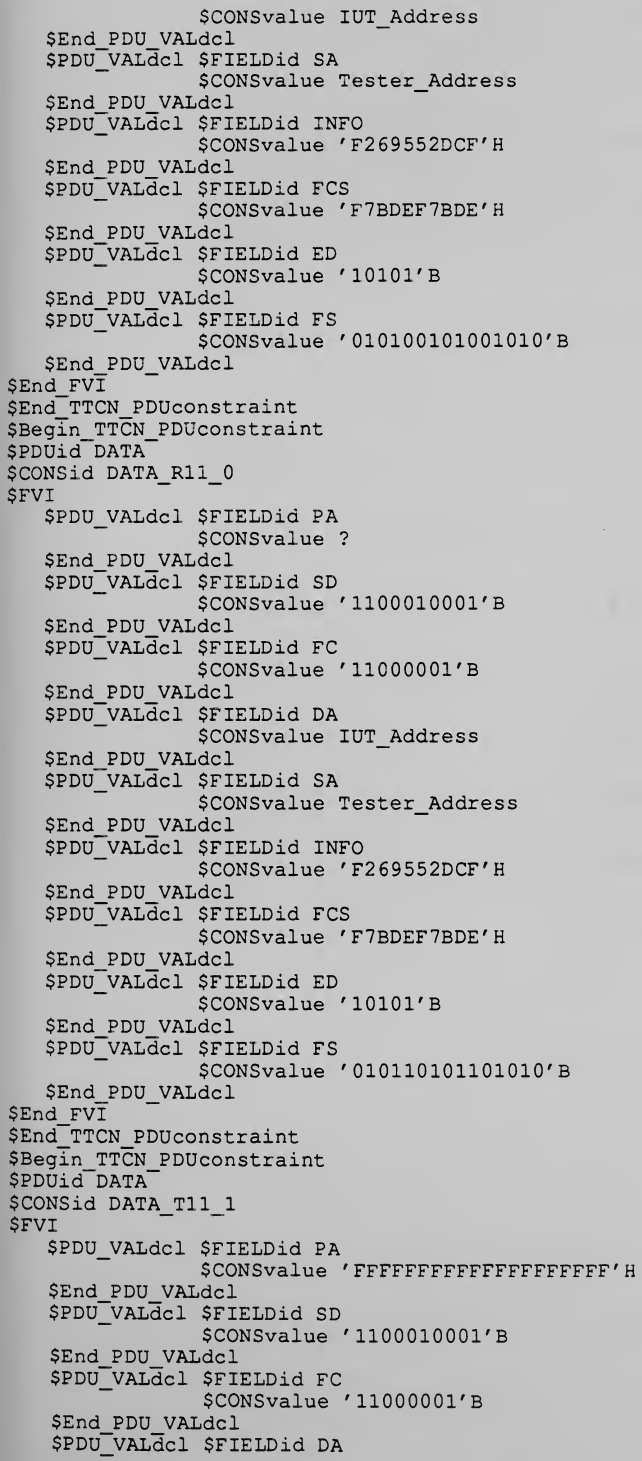 $CONSvalue IUT_Address
$End_PDU_VALdcl
$PDU_VALdcl $FIELDid SA
$CONSvalue Tester_Address
$End_PDU_VALdcl
$PDU_VALdcl $FIELDid INFO
$CONSvalue 'F269552DCF'H
$End_PDU_VALdcl
$PDU_VALdcl $FIELDid FCS
$CONSvalue 'F7BDEF7BDE'H
$End_PDU_VALdcl
$PDU_VALdcl $FIELDid ED
$CONSvalue '10101'B
$End_PDU_VALdcl
$PDU_VALdcl $FIELDid FS
$CONSvalue '010100101001010'B
$End_PDU_VALdcl
$End_FVI
$End_TTCN_PDUconstraint
$Begin_TTCN_PDUconstraint
$PDUid DATA
$CONSid DATA_R11_0
$FVI
$PDU_VALdcl $FIELDid PA
$CONSvalue ?
$End_PDU_VALdcl
$PDU_VALdcl $FIELDid SD
$CONSvalue '1100010001'B
$End_PDU_VALdcl
$PDU_VALdcl $FIELDid FC
$CONSvalue '11000001'B
$End_PDU_VALdcl
$PDU_VALdcl $FIELDid DA
$CONSvalue IUT_Address
$End_PDU_VALdcl
$PDU_VALdcl $FIELDid SA
$CONSvalue Tester_Address
$End_PDU_VALdcl
$PDU_VALdcl $FIELDid INFO
$CONSvalue 'F269552DCF'H
$End_PDU_VALdcl
$PDU_VALdcl $FIELDid FCS
$CONSvalue 'F7BDEF7BDE'H
$End_PDU_VALdcl
$PDU_VALdcl $FIELDid ED
$CONSvalue '10101'B
$End_PDU_VALdcl
$PDU_VALdcl $FIELDid FS
$CONSvalue '010110101101010'B
$End_PDU_VALdcl
$End_FVI
$End_TTCN_PDUconstraint
$Begin_TTCN_PDUconstraint
$PDUid DATA
$CONSid DATA_T11_1
$FVI
$PDU_VALdcl $FIELDid PA
$CONSvalue 'FFFFFFFFFFFFFFFFFFFF'H
$End_PDU_VALdcl
$PDU_VALdcl $FIELDid SD
$CONSvalue '1100010001'B
$End_PDU_VALdcl
$PDU_VALdcl $FIELDid FC
$CONSvalue '11000001'B
$End_PDU_VALdcl
$PDU_VALdcl $FIELDid DA